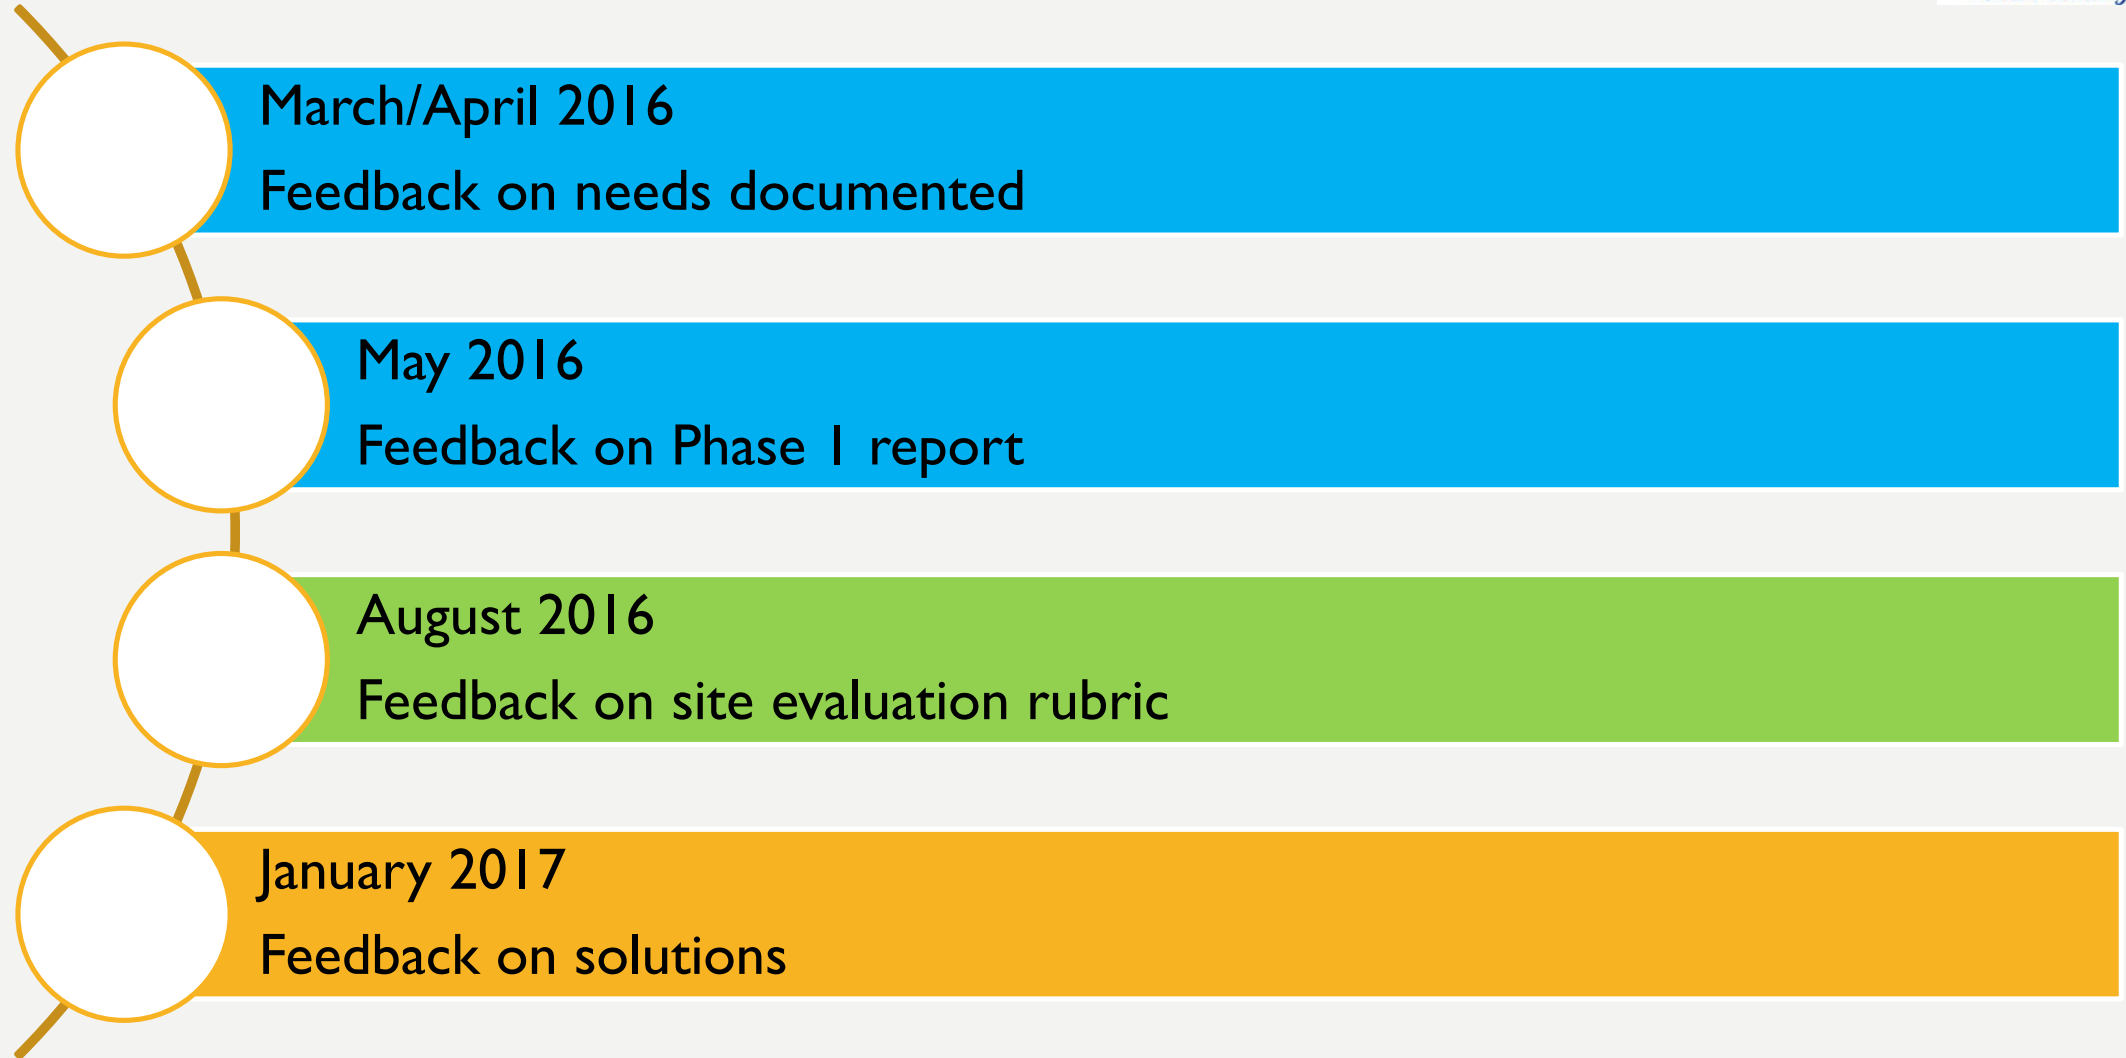 March/April 2016
Feedback on needs documented
May 2016
Feedback on Phase 1 report
August 2016
Feedback on site evaluation rubric
January 2017
Feedback on solutions